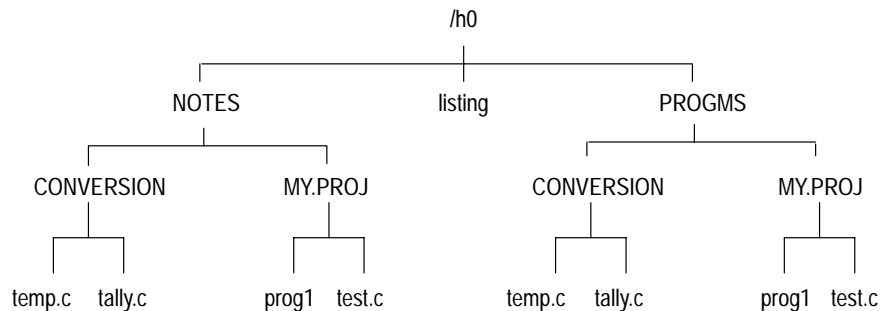 /h0
NOTES listing PROGMS
CONVERSION MY.PROJ CONVERSION MY.PROJ
temp.c tally.c prog1 test.c temp.c tally.c prog1 test.c